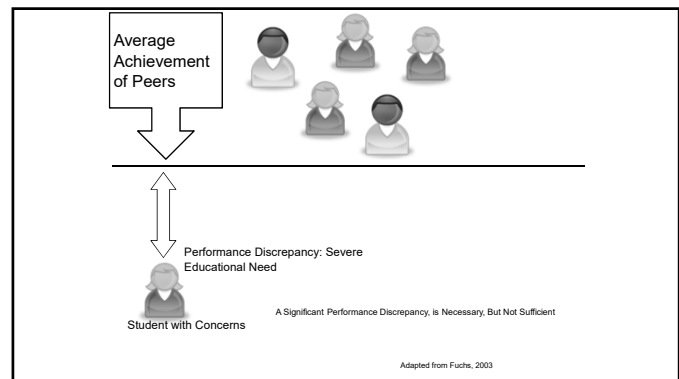 Average
Achievement
of Peers
Performance Discrepancy: Severe
Educational Need
Student with Concerns
A Significant Performance Discrepancy, is Necessary, But Not Sufficient
Adapted from Fuchs, 2003